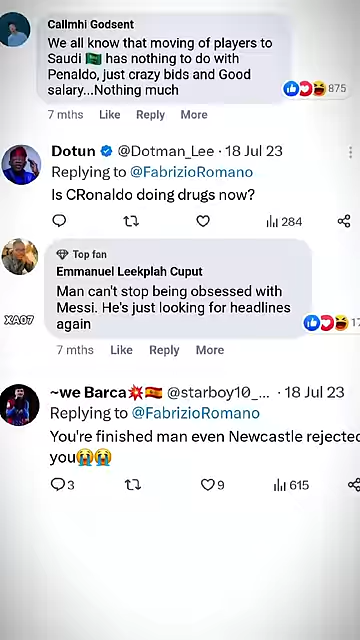 Callmhi Godsent
We all know that moving of players to
Saudi 🇸🇦 has nothing to do with
Penaldo, just crazy bids and Good
salary...Nothing much
875
7 mths Like Reply More
Dotun @Dotman_Lee · 18 Jul 23
Replying to @FabrizioRomano
Is CRonaldo doing drugs now?
284
Top fan
Emmanuel Leekplah Cuput
Man can't stop being obsessed with
Messi. He's just looking for headlines
again
XA07
7 mths Like Reply More
~we Barca💥🇪🇸 @starboy10_... · 18 Jul 23
Replying to @FabrizioRomano
You're finished man even Newcastle rejected
you😭😭
3 9 615